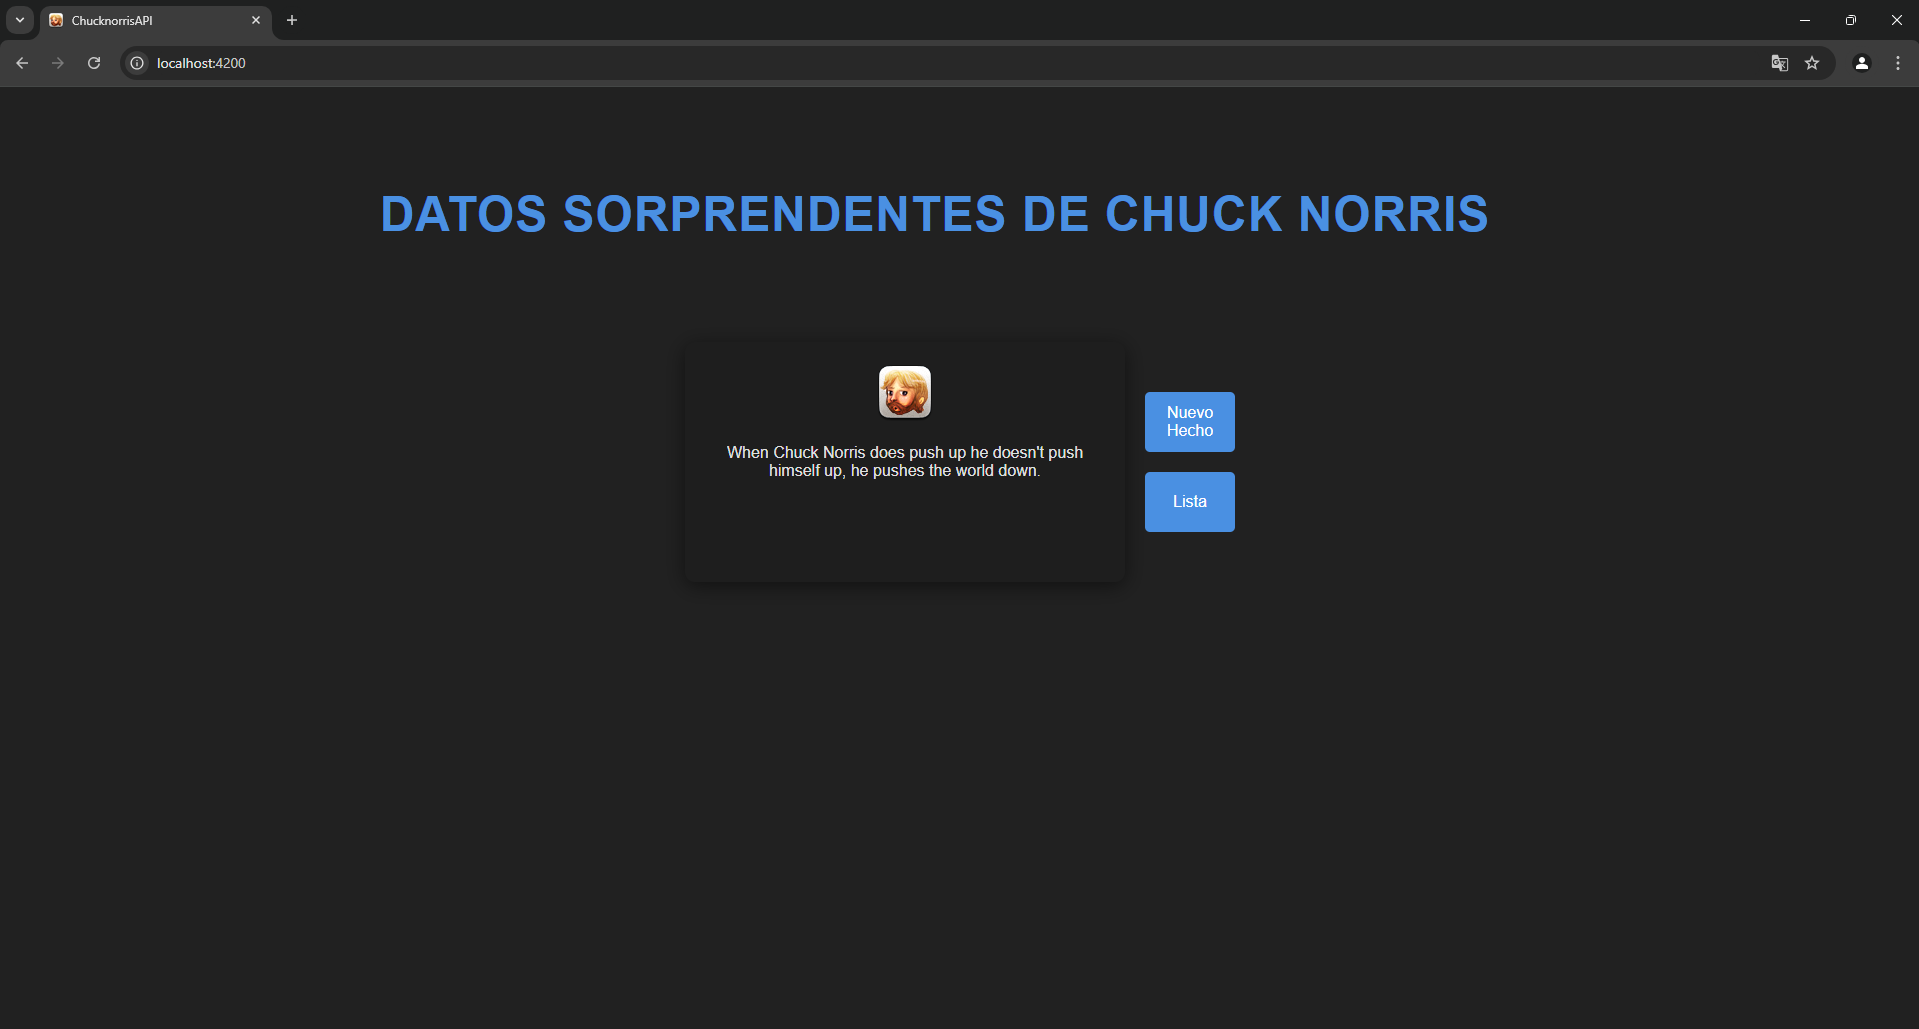 ChucknorrisAPI
localhost:4200
DATOS SORPRENDENTES DE CHUCK NORRIS
When Chuck Norris does push up he doesn't push
himself up, he pushes the world down.
Nuevo
Hecho
Lista